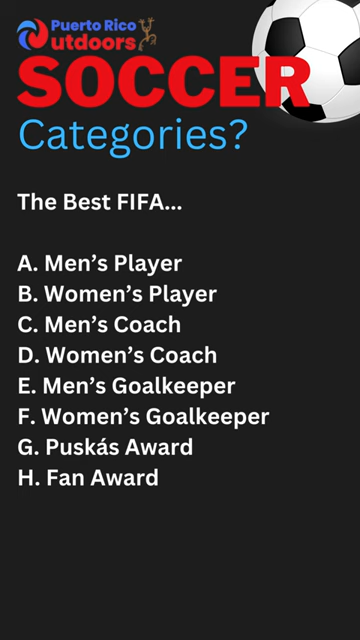 Puerto Rico
utdoors
SOCCER
Categories?
The Best FIFA...
A. Men's Player
B. Women's Player
C. Men's Coach
D. Women's Coach
E. Men's Goalkeeper
F. Women's Goalkeeper
G. Puskás Award
H. Fan Award